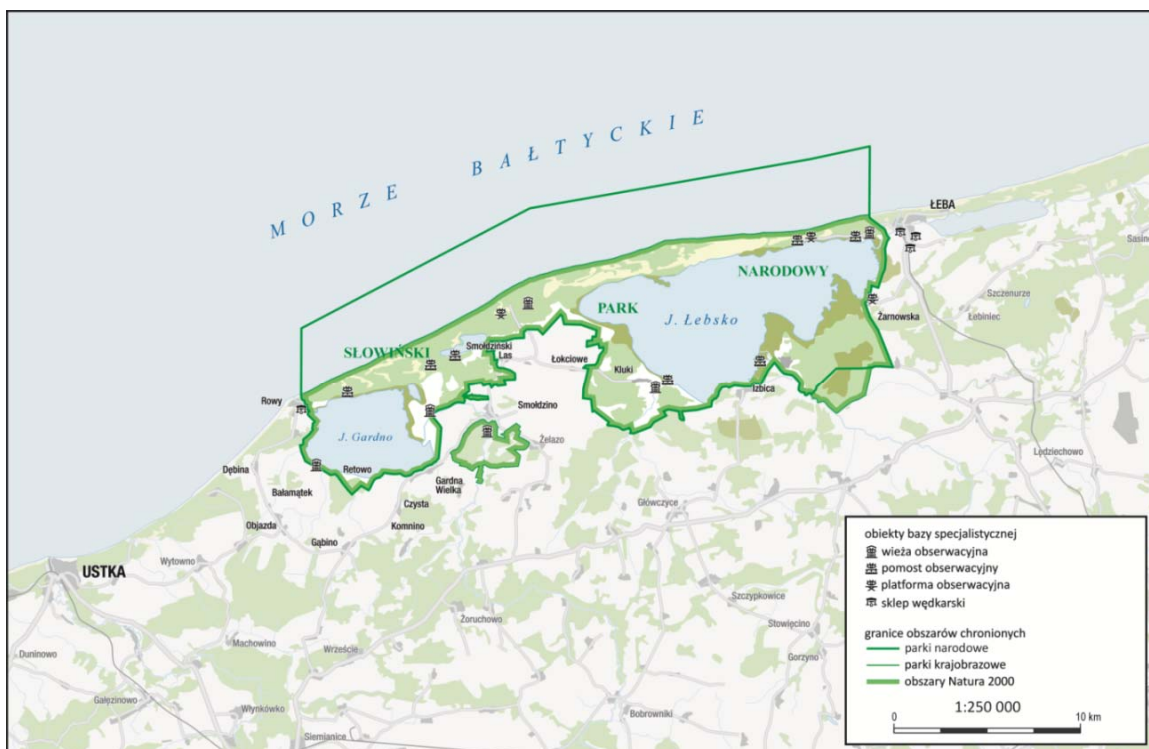 MORZE BAŁTYCKIE
ŁEBA
Sasino
NARODOWY
PARK
J. Łebsko
Szczenurze
Żarnowska
Łebiniec
SŁOWIŃSKI
Smołdziński
Las
Łokciowe
Kluki
Izbica
Rowy
Smołdzino
J. Gardno
Żelazo
Dębina
Retowo
Lędziechowo
Bałamątek
Gardna
Wielka
Czysta
Główczyce
Objazda
Komnino
Gąbino
Wytowno
USTKA
Szczypkowice
Żoruchowo
Stowięcino
Machowino
Wrzeście
Duninowo
Gorzyno
Gałęzinowo
Włynkówko
Bobrowniki
Siemianice
obiekty bazy specjalistycznej
wieża obserwacyjna
pomost obserwacyjny
platforma obserwacyjna
sklep wędkarski
granice obszarów chronionych
parki narodowe
parki krajobrazowe
obszary Natura 2000
1:250 000
0 10 km